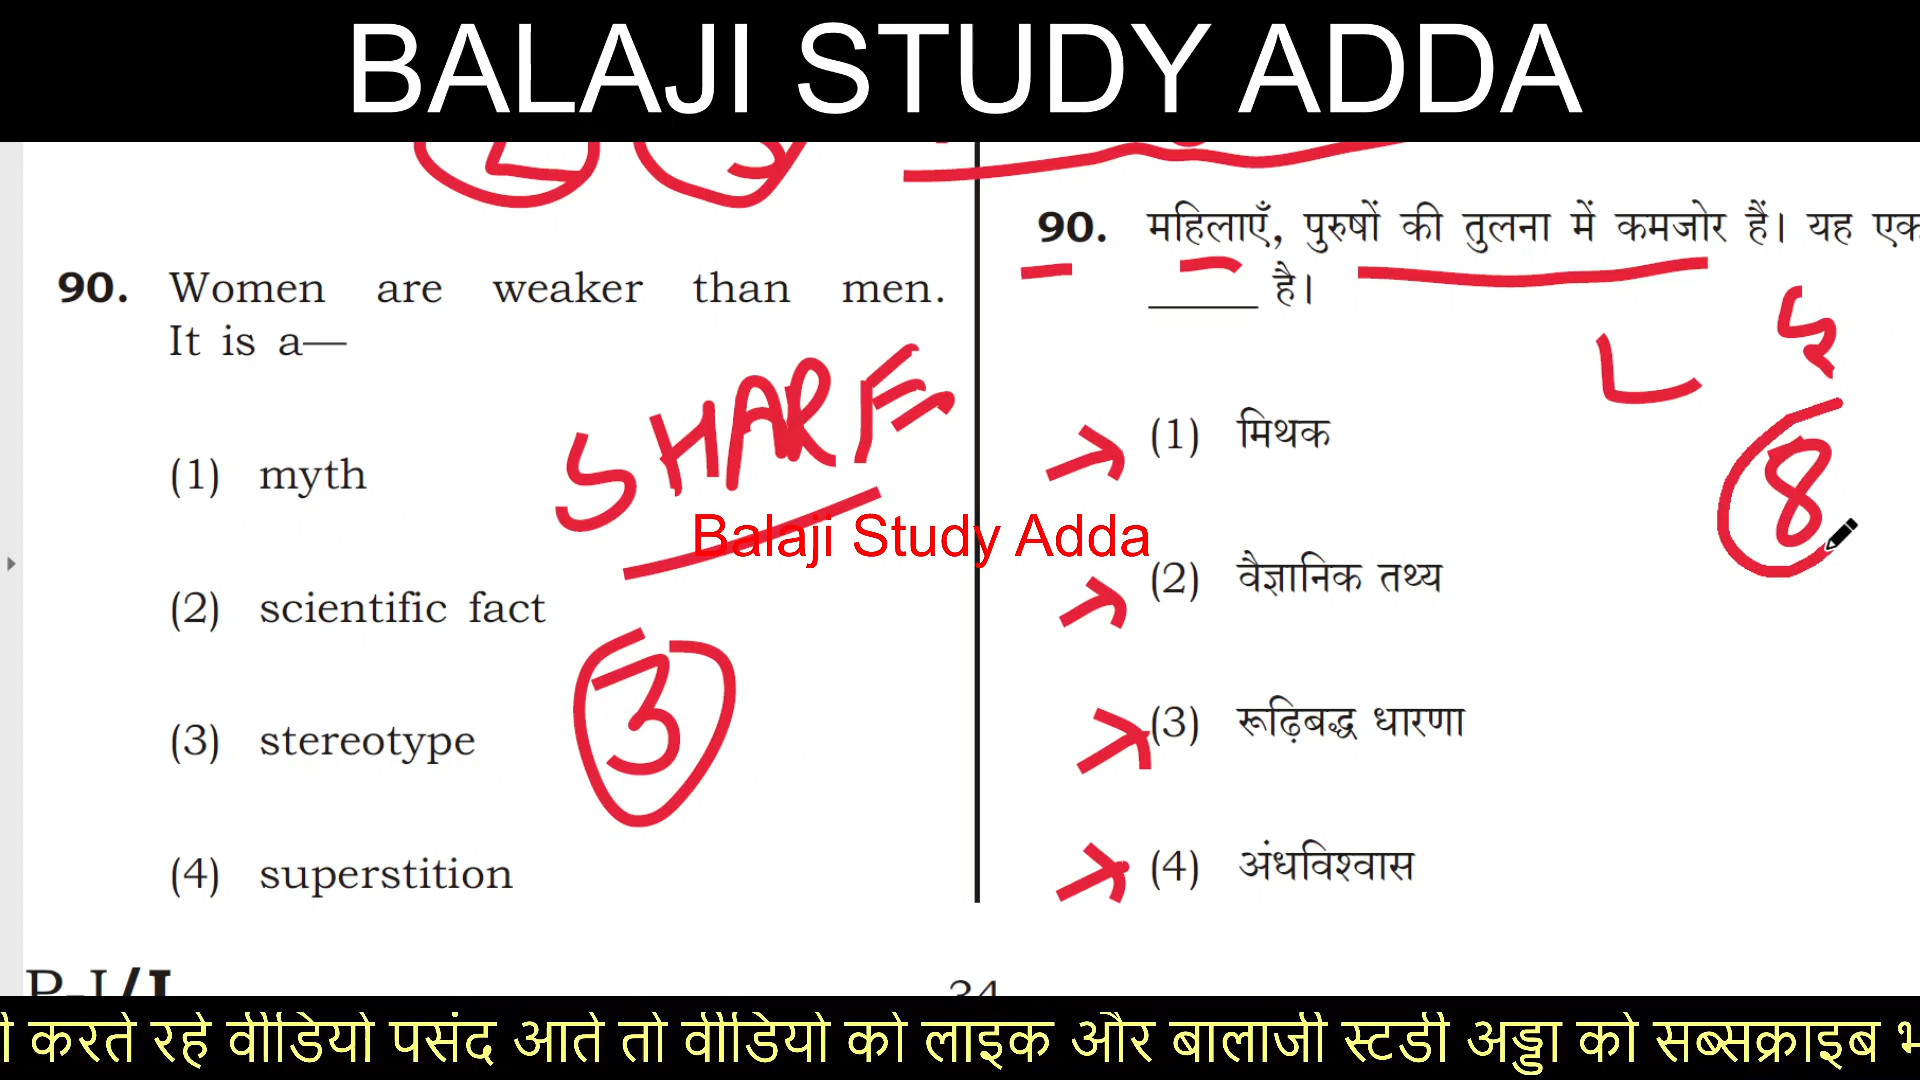 BALAJI STUDY ADDA
90. Women are weaker than men.
It is a—
(1) myth
(2) scientific fact
(3) stereotype
(4) superstition
SHARE
3
Balaji Study Adda
90. महिलाएँ, पुरुषों की तुलना में कमजोर हैं। यह एक
_____ है।
(1) मिथक
(2) वैज्ञानिक तथ्य
(3) रूढ़िबद्ध धारणा
(4) अंधविश्वास
8
P-I/I
34
करते रहे वीडियो पसंद आते तो वीडियो को लाइक और बालाजी स्टडी अड्डा को सब्सक्राइब